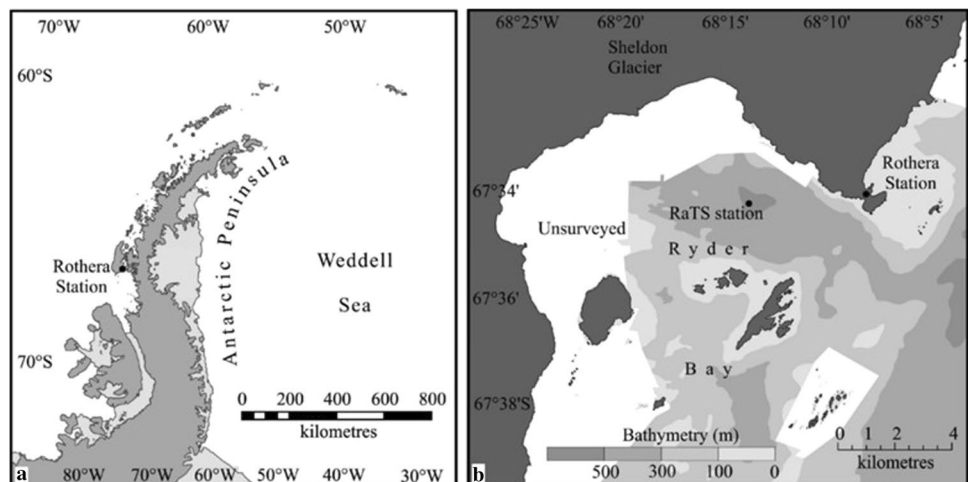 70°W 60°W 50°W 40°W
60°S
Antarctic Peninsula
Rothera
Station
Weddell
Sea
70°S
0 200 400 600 800
kilometres
a
80°W 70°W 60°W 50°W 40°W 30°W
68°25'W 68°20' 68°15' 68°10' 68°5'
Sheldon
Glacier
Rothera
Station
67°34'
RaTS station
Unsurveyed
Ryder
67°36'
Bay
67°38'S
Bathymetry (m)
500 300 100 0
0 1 2 4
kilometres
b